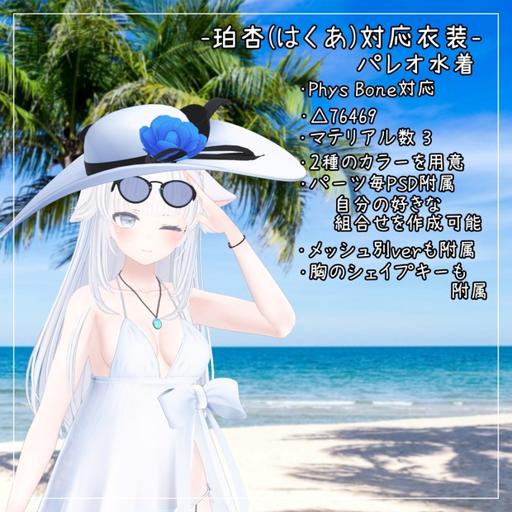 -珀杏(はくあ)対応衣装-
パレオ水着
・Phys Bone対応
・△76469
・マテリアル数 3
・2種のカラーを用意
・パーツ毎PSD附属
自分の好きな
組合せを作成可能
・メッシュ別verも附属
・胸のシェイプキーも
附属